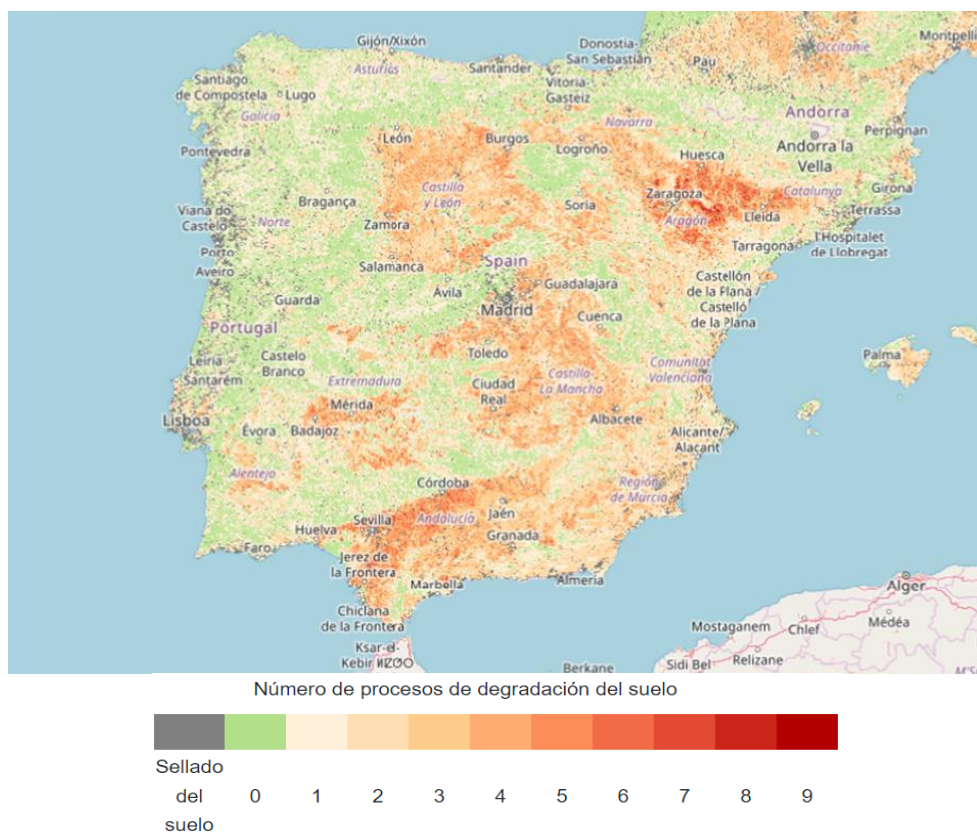 Gijón/Xixón
Donostia-
San Sebastián
Montpelli
Occitanie
Asturias
Santander
Pau
Santiago
de Compostela
Lugo
Vitoria-
Gasteiz
Galicia
Navarra
Andorra
León
Burgos
Logroño
Perpignan
Andorra la
Vella
Pontevedra
Huesca
Castilla
y León
Zaragoza
Catalunya
Girona
Bragança
Soria
Lleida
Viana do
Castelo
Norte
Zamora
Aragón
Terrassa
Porto
Tarragona
l'Hospitalet
de Llobregat
Aveiro
Salamanca
Spain
Castellón
de la Plana /
Castelló
de la Plana
Ávila
Guadalajara
Guarda
Madrid
Cuenca
Portugal
Toledo
Palma
Leiria
Castelo
Branco
Comunitat
Valenciana
Santarém
Extremadura
Ciudad
Real
Castilla-
La Mancha
Mérida
Albacete
Lisboa
Évora
Badajoz
Alicante/
Alacant
Alentejo
Córdoba
Región
de Murcia
Sevilla
Andalucía
Jaén
Huelva
Granada
Faro
Jerez de
la Frontera
Marbella
Almería
Alger
Chiclana
de la Frontera
Mostaganem
Chlef
Médéa
Ksar-el-
Kebir ⵍⵇⵚⵔ
Berkane
Sidi Bel
Relizane
M'S
Número de procesos de degradación del suelo
Sellado
del
suelo
0 1 2 3 4 5 6 7 8 9